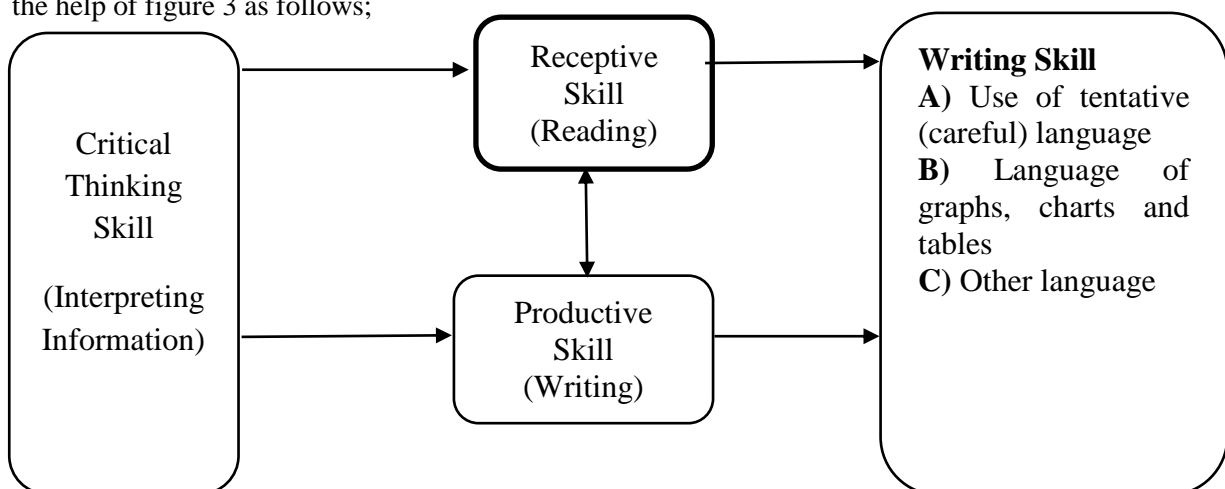 the help of figure 3 as follows;
Critical
Thinking
Skill
(Interpreting
Information)
Receptive
Skill
(Reading)
Productive
Skill
(Writing)
Writing Skill
A) Use of tentative
(careful) language
B) Language of
graphs, charts and
tables
C) Other language